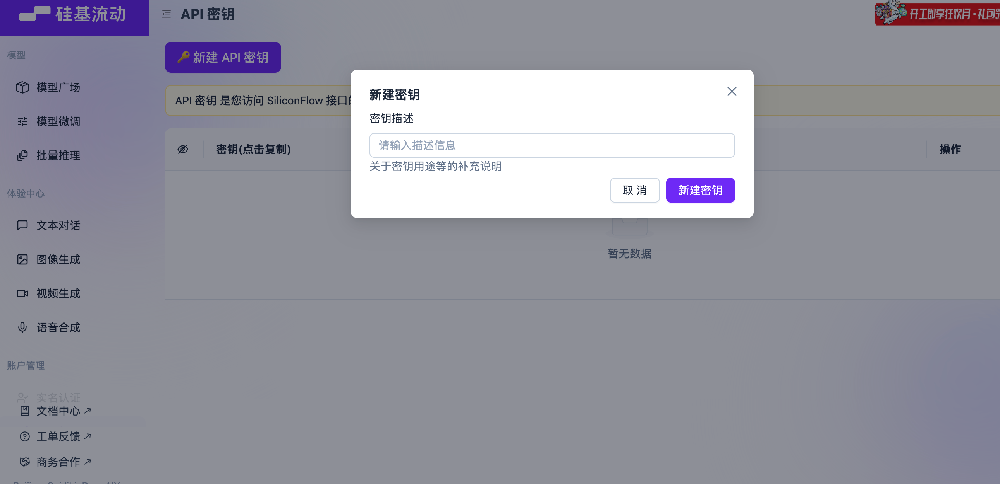 硅基流动
API 密钥
开工即享狂欢月·礼包
模型
模型广场
模型微调
批量推理
体验中心
文本对话
图像生成
视频生成
语音合成
账户管理
实名认证
文档中心
工单反馈
商务合作
🔑 新建 API 密钥
API 密钥 是您访问 SiliconFlow 接口
密钥(点击复制)
操作
暂无数据
新建密钥
密钥描述
请输入描述信息
关于密钥用途等的补充说明
取 消
新建密钥